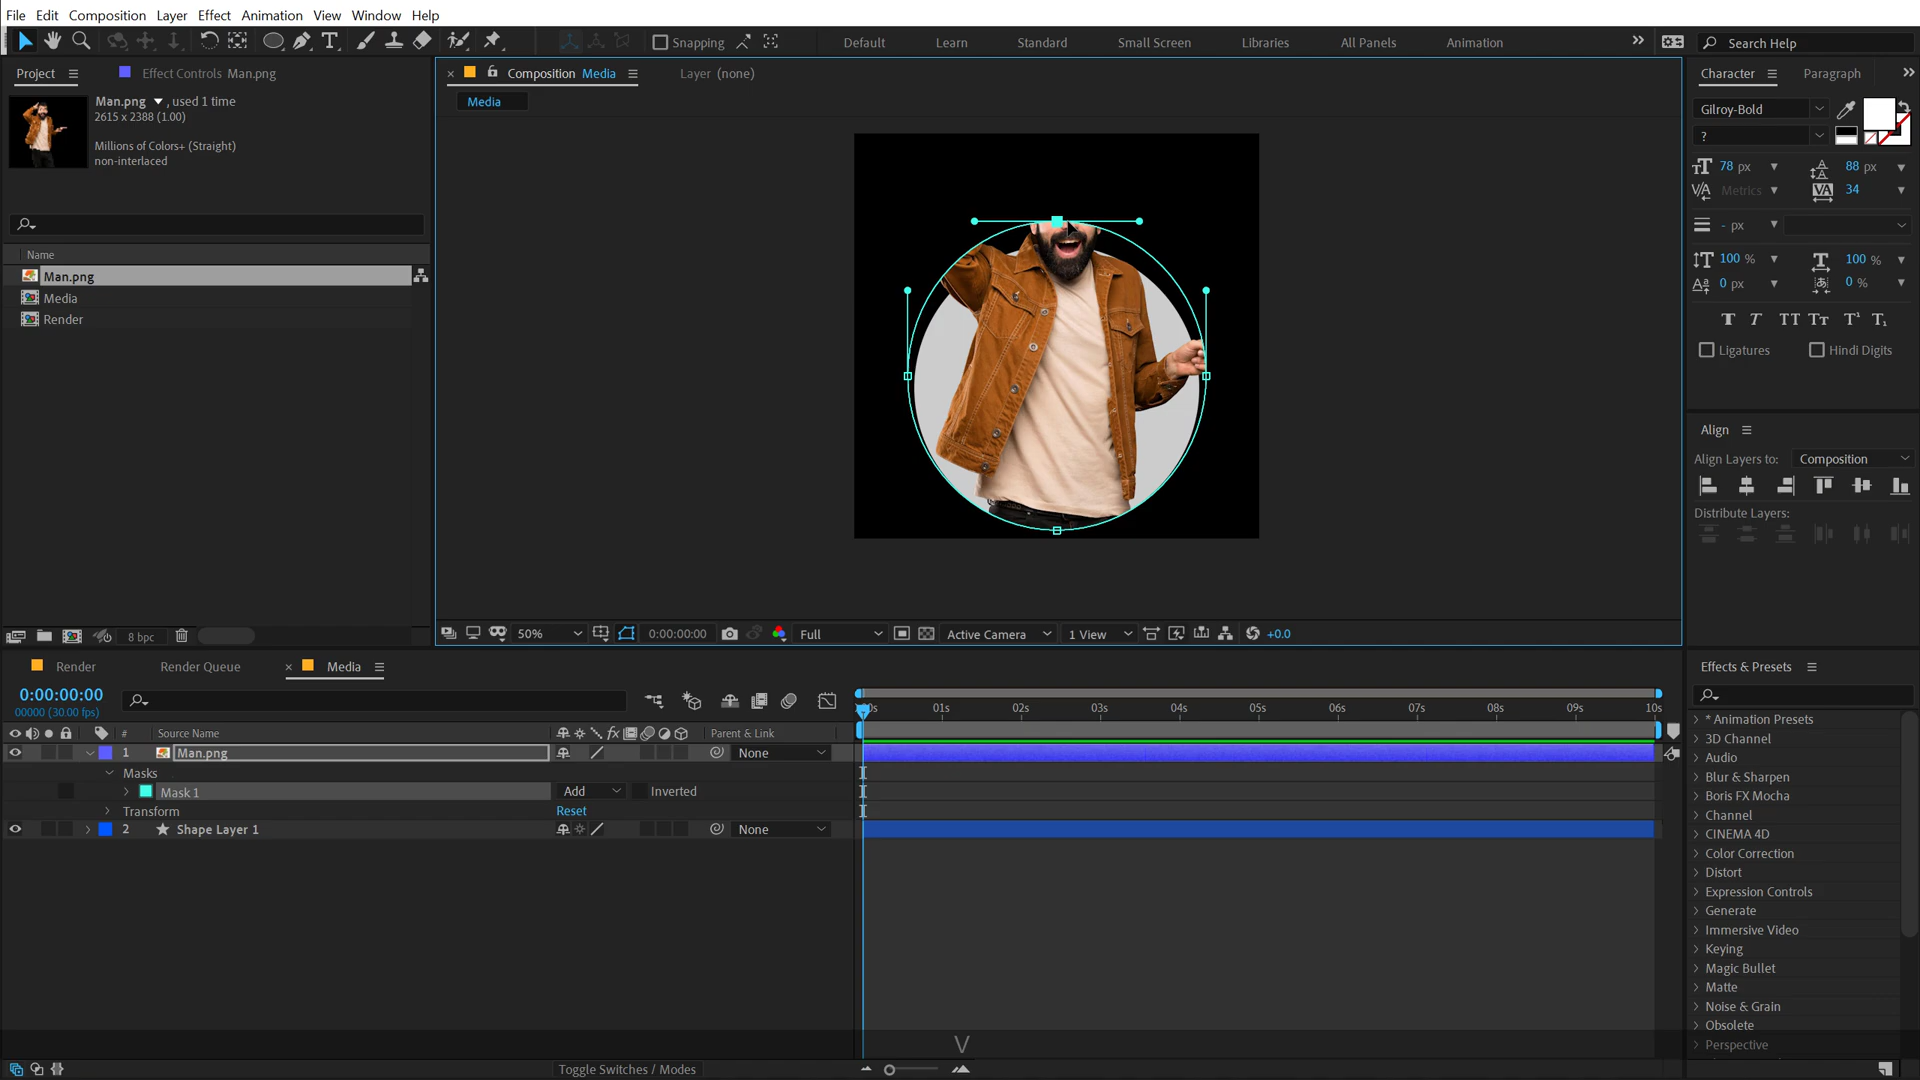 File Edit Composition Layer Effect Animation View Window Help
Snapping Default Learn Standard Small Screen Libraries All Panels Animation Search Help
Project Effect Controls Man.png
Man.png , used 1 time
2615 x 2388 (1.00)
Millions of Colors+ (Straight)
non-interlaced
Name
Man.png
Media
Render
8 bpc
Composition Media Layer (none)
Media
50% 0:00:00:00 Full Active Camera 1 View +0.0
Character Paragraph
Gilroy-Bold
?
78 px 88 px
Metrics 34
- px
100 % 100 %
0 px 0 %
T T TT Tt T¹ T₁
Ligatures Hindi Digits
Align
Align Layers to: Composition
Distribute Layers:
Render Render Queue Media
0:00:00:00
00000 (30.00 fps)
01s 02s 03s 04s 05s 06s 07s 08s 09s 10s
# Source Name fx Parent & Link
1 Man.png None
Masks
Mask 1 Add Inverted
Transform Reset
2 Shape Layer 1 None
V
Toggle Switches / Modes
Effects & Presets
* Animation Presets
3D Channel
Audio
Blur & Sharpen
Boris FX Mocha
Channel
CINEMA 4D
Color Correction
Distort
Expression Controls
Generate
Immersive Video
Keying
Magic Bullet
Matte
Noise & Grain
Obsolete
Perspective